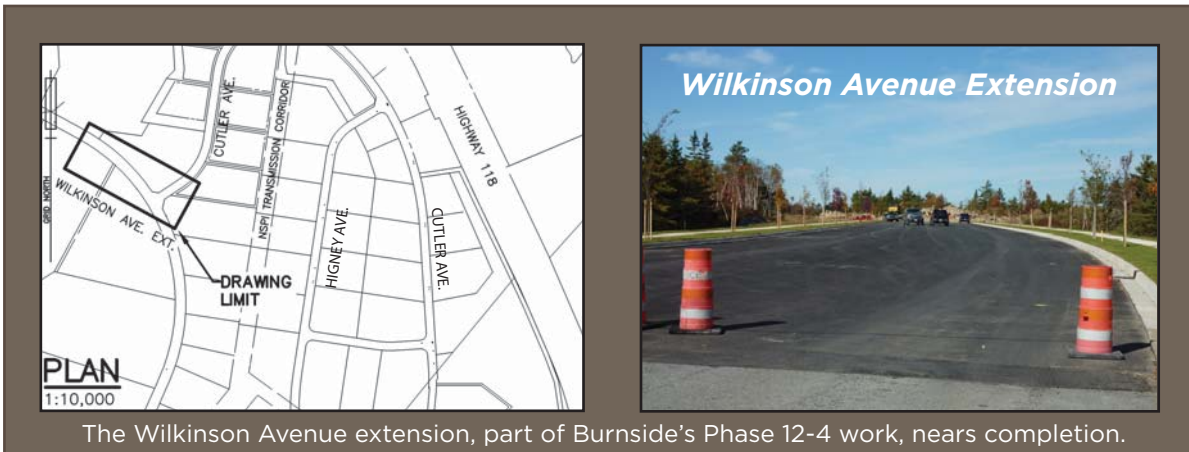 GRID NORTH
WILKINSON AVE. EXT.
CUTLER AVE.
NSPI TRANSMISSION CORRIDOR
HIGHWAY 118
HIGNEY AVE.
CUTLER AVE.
DRAWING
LIMIT
PLAN
1:10,000
Wilkinson Avenue Extension
The Wilkinson Avenue extension, part of Burnside’s Phase 12-4 work, nears completion.